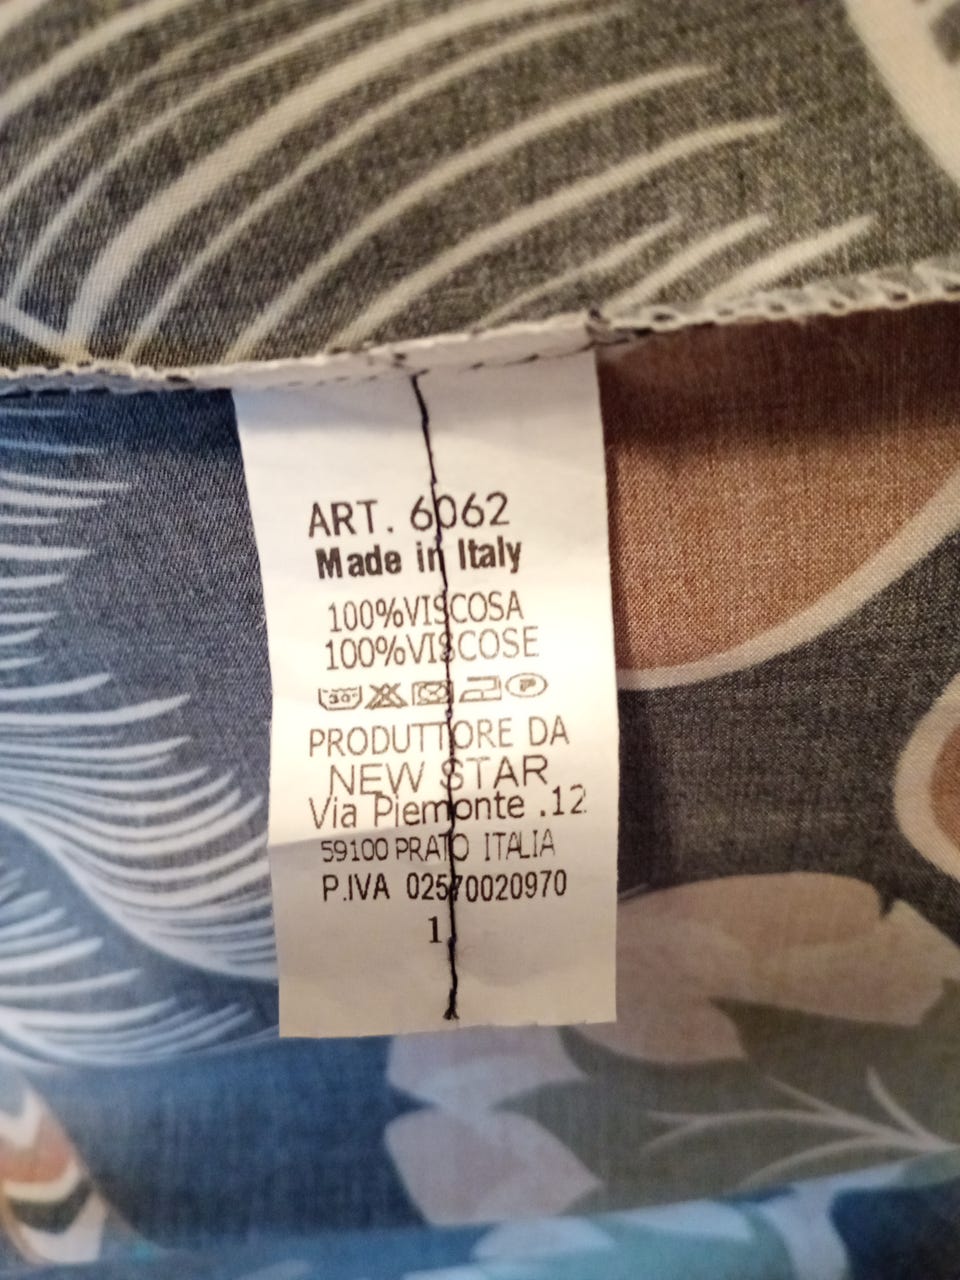 ART. 6062
Made in Italy
100%VISCOSA
100%VISCOSE
30°
P
PRODUTTORE DA
NEW STAR
Via Piemonte .12
59100 PRATO ITALIA
P.IVA 02570020970
1